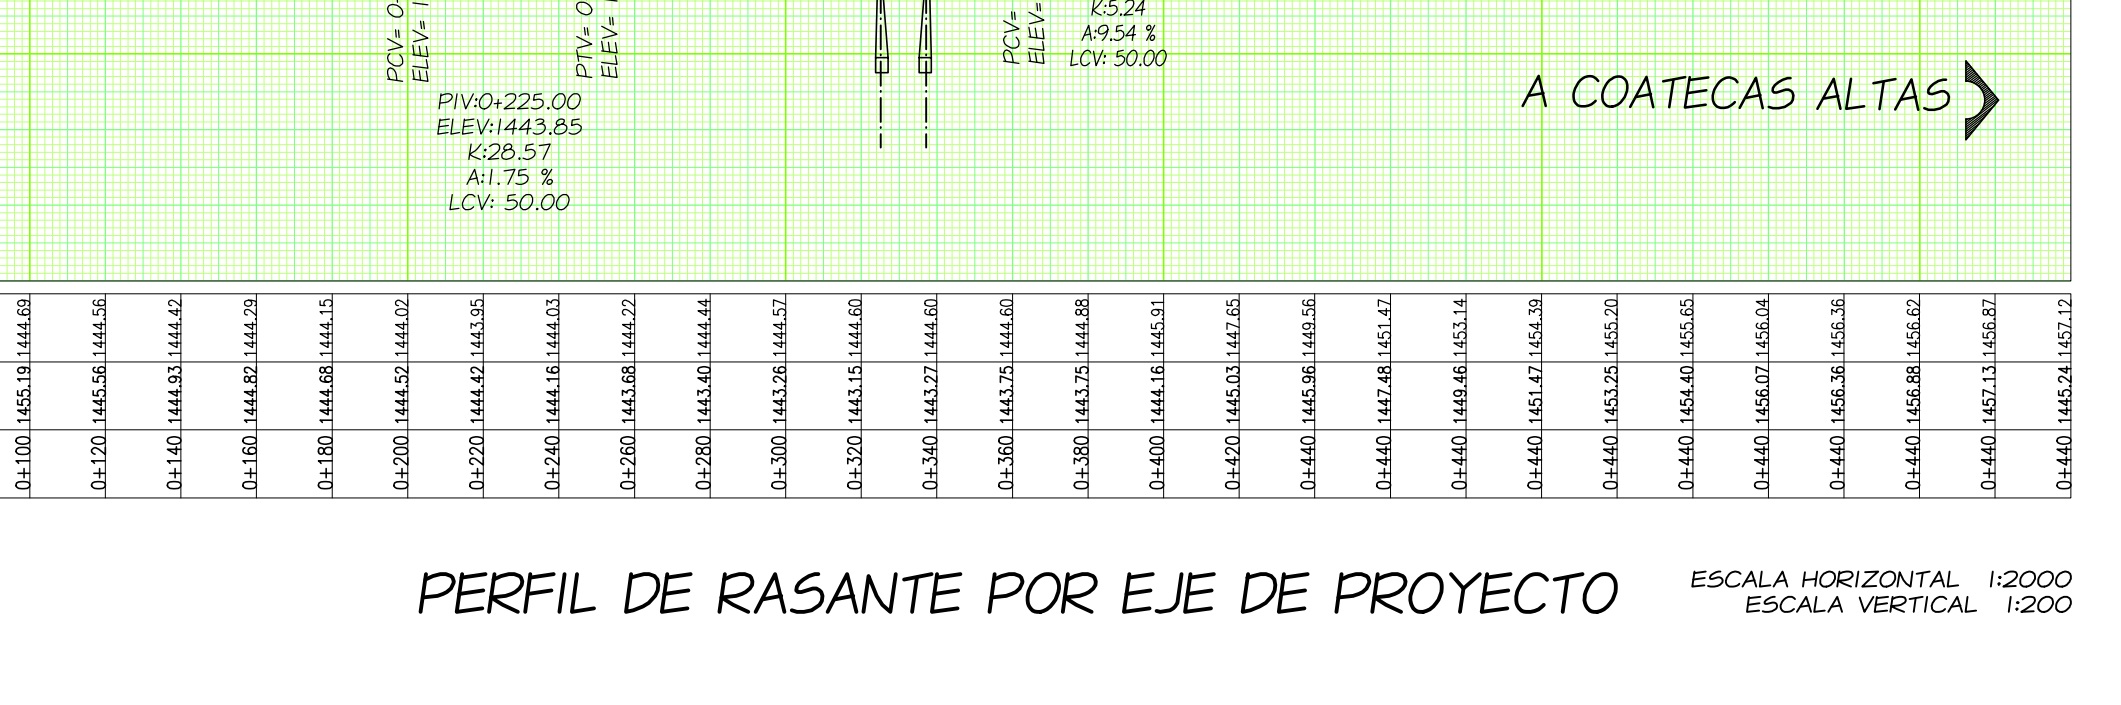 PCV= 0
ELEV= 1
PTV= 0
ELEV=
PCV=
ELEV=
K:5.24
A:9.54 %
LCV: 50.00
PIV:0+225.00
ELEV:1443.85
K:28.57
A:1.75 %
LCV: 50.00
A COATECAS ALTAS
1444.69 1444.56 1444.42 1444.29 1444.15 1444.02 1443.95 1444.03 1444.22 1444.44 1444.57 1444.60 1444.60 1444.60 1444.88 1445.91 1447.65 1449.56 1451.47 1453.14 1454.39 1455.20 1455.65 1456.04 1456.36 1456.62 1456.87 1457.12
1455.19 1445.56 1444.93 1444.82 1444.68 1444.52 1444.42 1444.16 1443.68 1443.40 1443.26 1443.15 1443.27 1443.75 1443.75 1444.16 1445.03 1445.96 1447.48 1449.46 1451.47 1453.25 1454.40 1456.07 1456.36 1456.88 1457.13 1445.24
0+100 0+120 0+140 0+160 0+180 0+200 0+220 0+240 0+260 0+280 0+300 0+320 0+340 0+360 0+380 0+400 0+420 0+440 0+440 0+440 0+440 0+440 0+440 0+440 0+440 0+440 0+440 0+440
PERFIL DE RASANTE POR EJE DE PROYECTO
ESCALA HORIZONTAL 1:2000
ESCALA VERTICAL 1:200